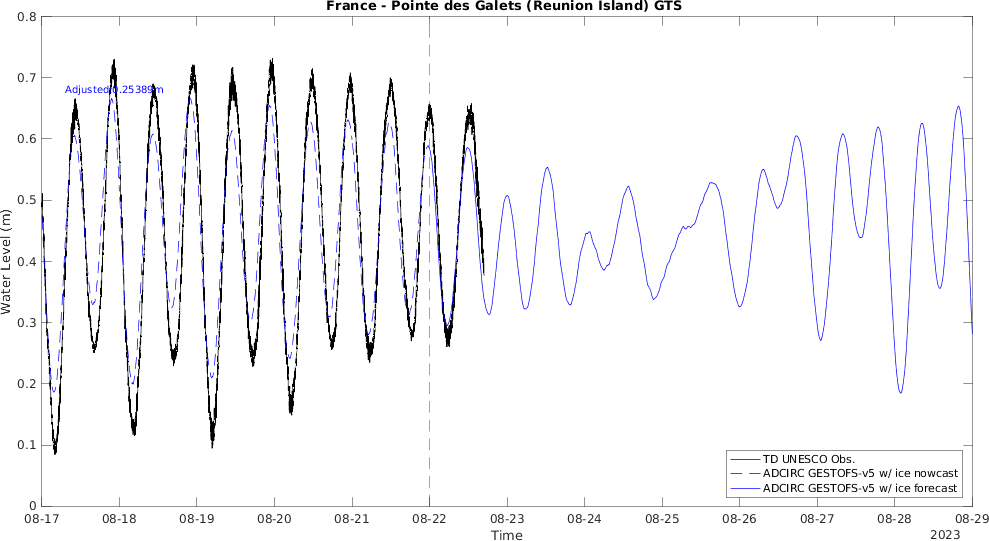 France - Pointe des Galets (Reunion Island) GTS
Water Level (m)
0.8
0.7
0.6
0.5
0.4
0.3
0.2
0.1
0
Adjusted 0.25389m
TD UNESCO Obs.
ADCIRC GESTOFS-v5 w/ ice nowcast
ADCIRC GESTOFS-v5 w/ ice forecast
08-17 08-18 08-19 08-20 08-21 08-22 08-23 08-24 08-25 08-26 08-27 08-28 08-29
Time
2023